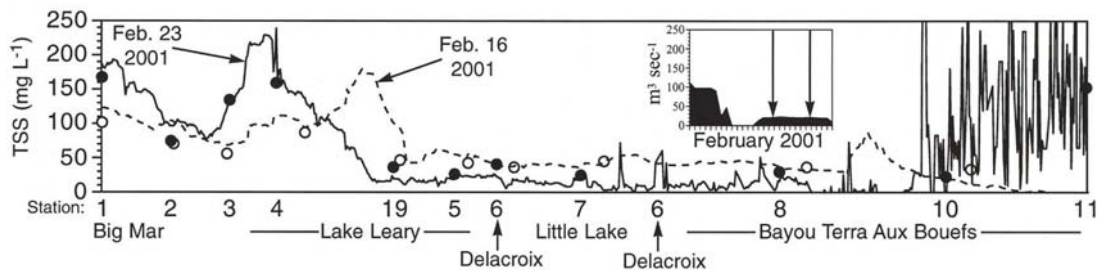 250
200
150
100
50
0
TSS (mg L-1)
Feb. 23
2001
Feb. 16
2001
250
200
150
100
50
0
m³ sec-1
February 2001
Station: 1 2 3 4 19 5 6 7 6 8 10 11
Big Mar Lake Leary Little Lake Bayou Terra Aux Bouefs
Delacroix Delacroix